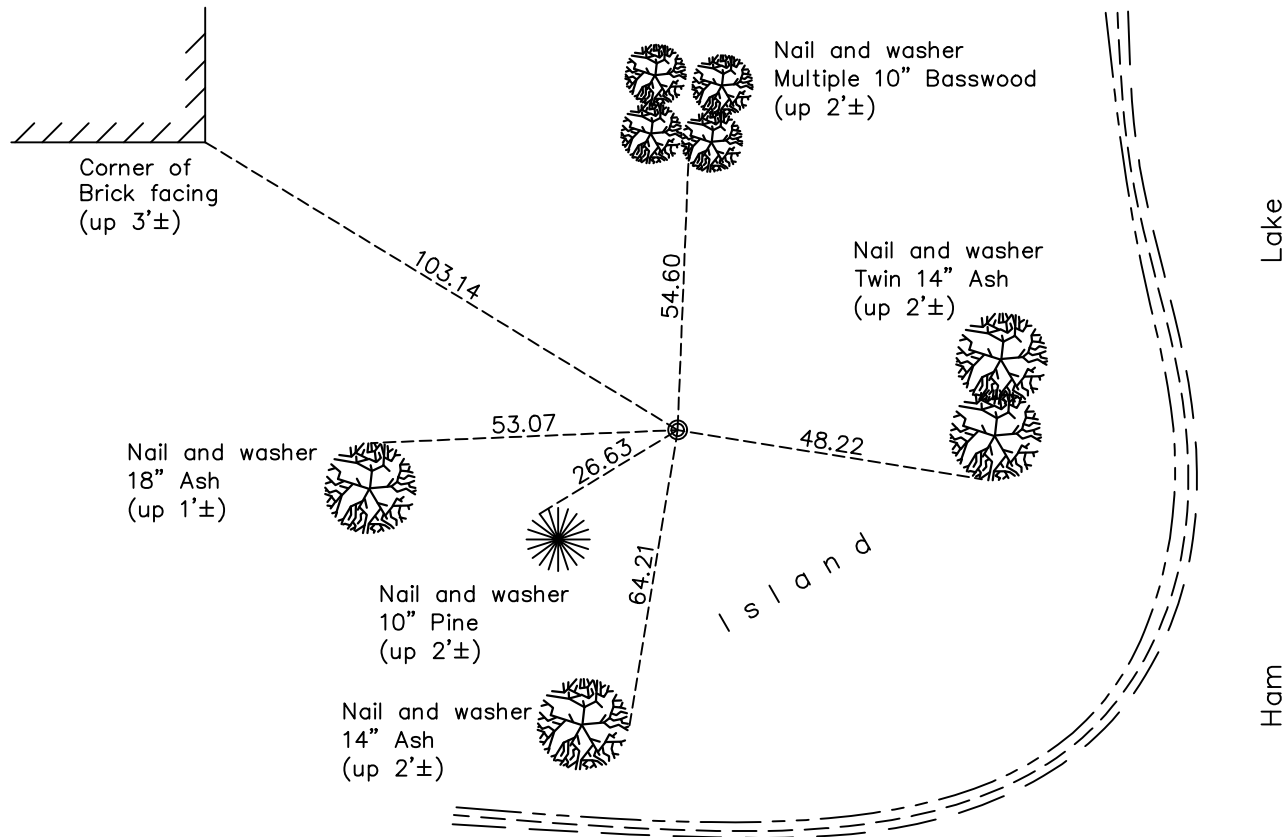 Nail and washer
Multiple 10” Basswood
(up 2'±)
Corner of
Brick facing
(up 3'±)
103.14
54.60
Nail and washer
Twin 14” Ash
(up 2'±)
Lake
53.07
26.63
48.22
Nail and washer
18” Ash
(up 1'±)
64.21
Island
Nail and washer
10” Pine
(up 2'±)
Nail and washer
14” Ash
(up 2'±)
Ham